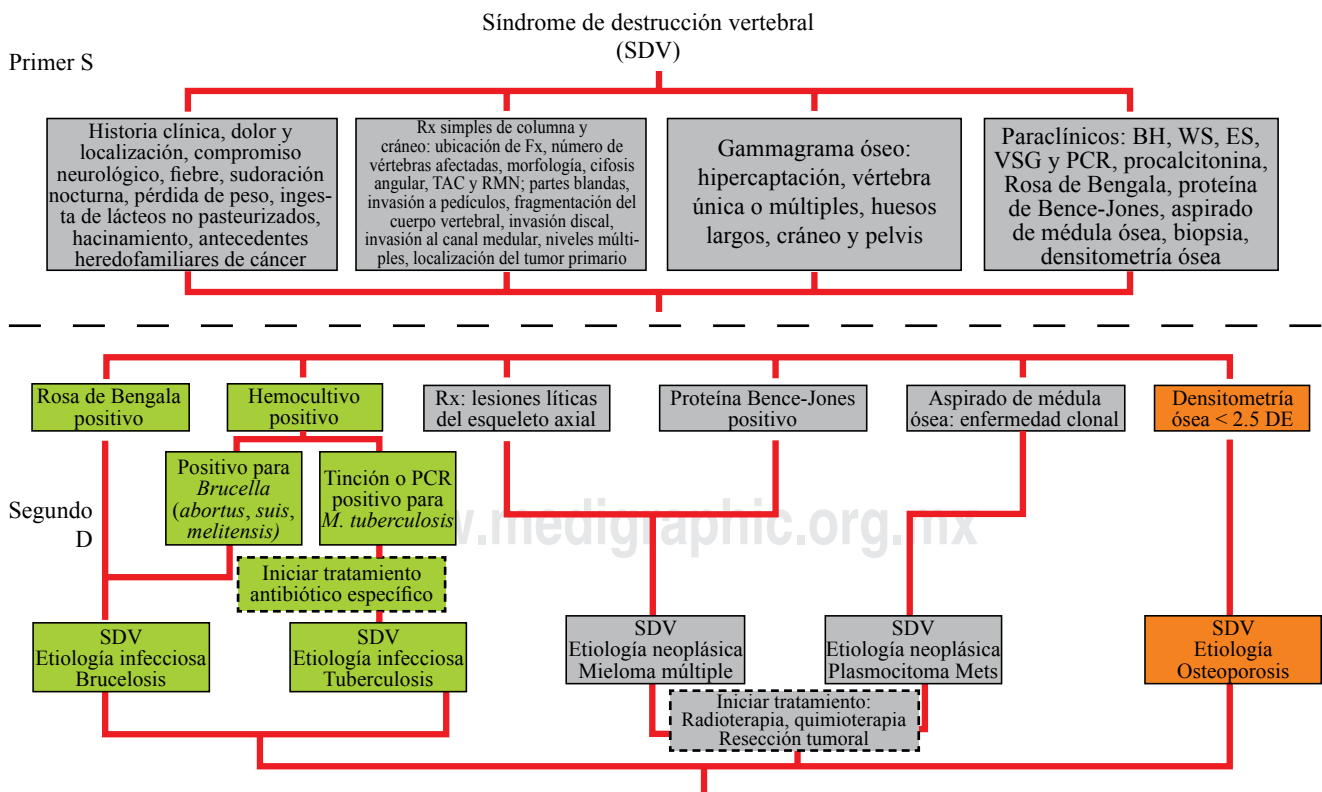 Síndrome de destrucción vertebral
(SDV)
Primer S
Historia clínica, dolor y
localización, compromiso
neurológico, fiebre, sudoración
nocturna, pérdida de peso, inges-
ta de lácteos no pasteurizados,
hacinamiento, antecedentes
heredofamiliares de cáncer
Rx simples de columna y
cráneo: ubicación de Fx, número de
vértebras afectadas, morfología, cifosis
angular, TAC y RMN; partes blandas,
invasión a pedículos, fragmentación del
cuerpo vertebral, invasión discal,
invasión al canal medular, niveles múlti-
ples, localización del tumor primario
Gammagrama óseo:
hipercaptación, vértebra
única o múltiples, huesos
largos, cráneo y pelvis
Paraclínicos: BH, WS, ES,
VSG y PCR, procalcitonina,
Rosa de Bengala, proteína
de Bence-Jones, aspirado
de médula ósea, biopsia,
densitometría ósea
Rosa de Bengala
positivo
Hemocultivo
positivo
Rx: lesiones líticas
del esqueleto axial
Proteína Bence-Jones
positivo
Aspirado de médula
ósea: enfermedad clonal
Densitometría
ósea < 2.5 DE
Segundo
D
Positivo para
Brucella
(abortus, suis,
melitensis)
Tinción o PCR
positivo para
M. tuberculosis
w.medigraphic.org.mx
Iniciar tratamiento
antibiótico específico
SDV
Etiología infecciosa
Brucelosis
SDV
Etiología infecciosa
Tuberculosis
SDV
Etiología neoplásica
Mieloma múltiple
SDV
Etiología neoplásica
Plasmocitoma Mets
SDV
Etiología
Osteoporosis
Iniciar tratamiento:
Radioterapia, quimioterapia
Resección tumoral